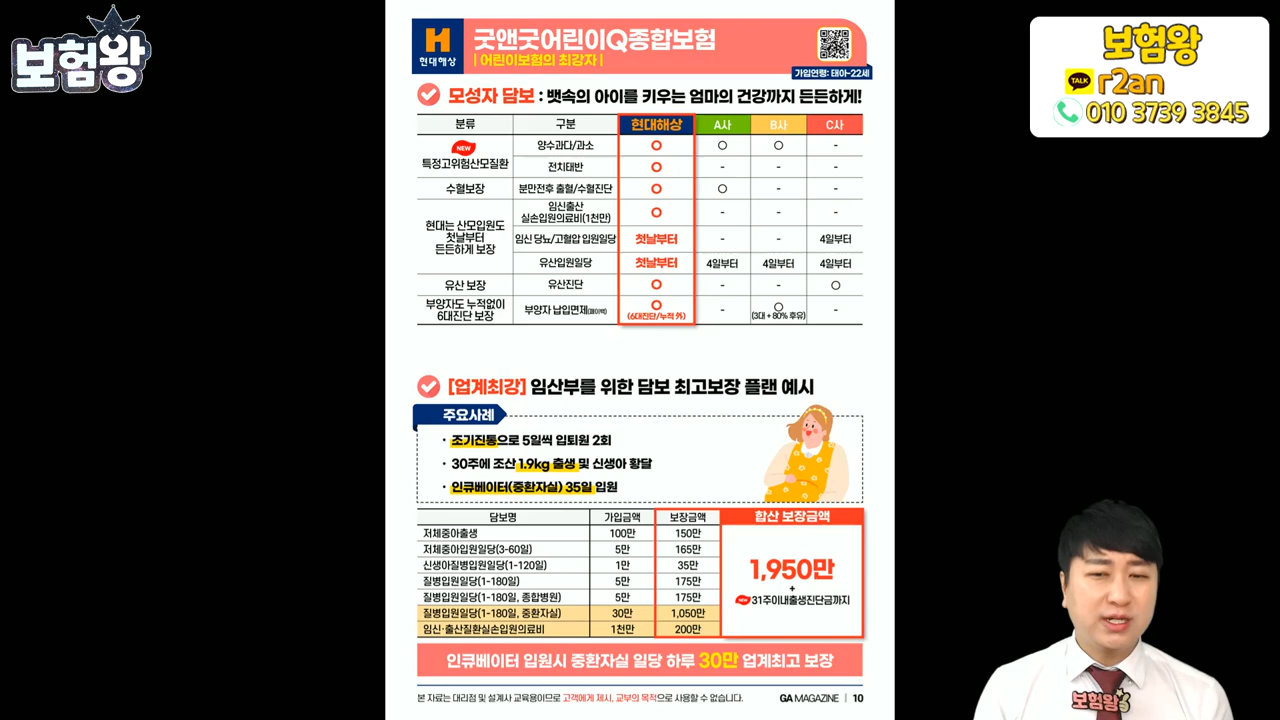 보험왕
보험왕
TALK r2an
010 3739 3845
H
현대해상
굿앤굿어린이Q종합보험
| 어린이보험의 최강자 |
가입연령: 태아~22세
모성자 담보 : 뱃속의 아이를 키우는 엄마의 건강까지 든든하게!
분류 구분 현대해상 A사 B사 C사
NEW
특정고위험산모질환
양수과다/과소 ○ ○ ○ -
전치태반 ○ - - -
수혈보장 분만전후 출혈/수혈진단 ○ ○ - -
현대는 산모입원도
첫날부터
든든하게 보장
임신출산
실손입원의료비(1천만) ○ - - -
임신 당뇨/고혈압 입원일당 첫날부터 - - 4일부터
유산입원일당 첫날부터 4일부터 4일부터 4일부터
유산 보장 유산진단 ○ - - ○
부양자도 누적없이
6대진단 보장
부양자 납입면제(페이백) ○ - ○ -
(6대진단/누적 外) (3대 + 80% 후유)
[업계최강] 임산부를 위한 담보 최고보장 플랜 예시
주요사례
· 조기진통으로 5일씩 입퇴원 2회
· 30주에 조산 1.9kg 출생 및 신생아 황달
· 인큐베이터(중환자실) 35일 입원
담보명 가입금액 보장금액 합산 보장금액
저체중아출생 100만 150만
저체중아입원일당(3-60일) 5만 165만
신생아질병입원일당(1-120일) 1만 35만
질병입원일당(1-180일) 5만 175만
질병입원일당(1-180일, 종합병원) 5만 175만
질병입원일당(1-180일, 중환자실) 30만 1,050만
임신·출산질환실손입원의료비 1천만 200만
1,950만
+
NEW 31주이내출생진단금까지
인큐베이터 입원시 중환자실 일당 하루 30만 업계최고 보장
본 자료는 대리점 및 설계사 교육용이므로 고객에게 제시, 교부의 목적으로 사용할 수 없습니다.
GA MAGAZINE | 10
보험왕